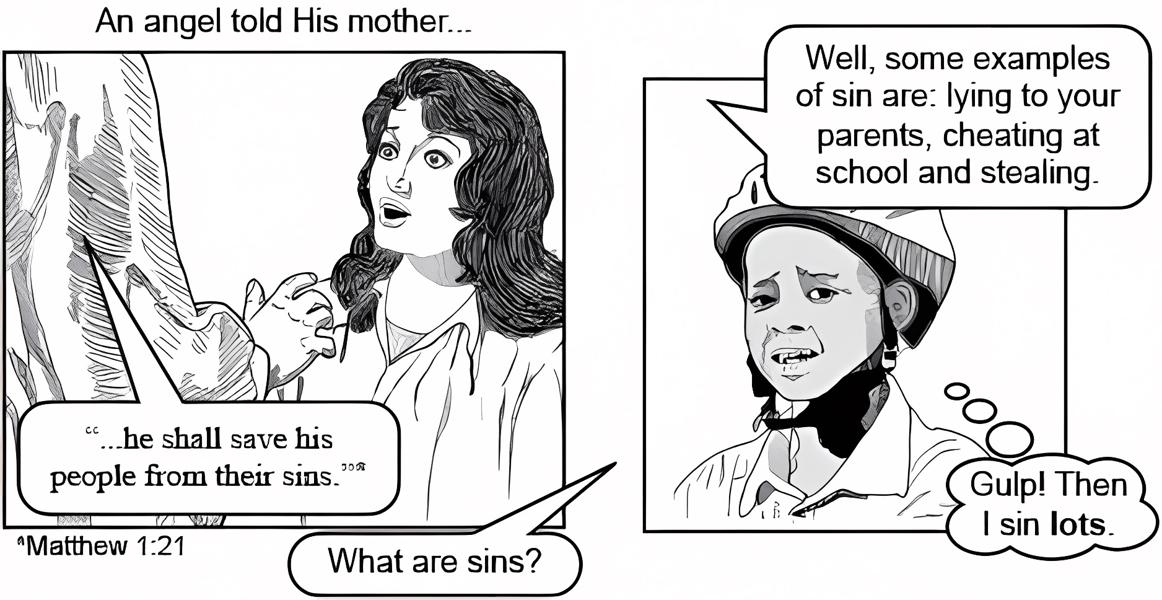 An angel told His mother...
“...he shall save his
people from their sins.”*
*Matthew 1:21
What are sins?
Well, some examples
of sin are: lying to your
parents, cheating at
school and stealing.
Gulp! Then
I sin lots.